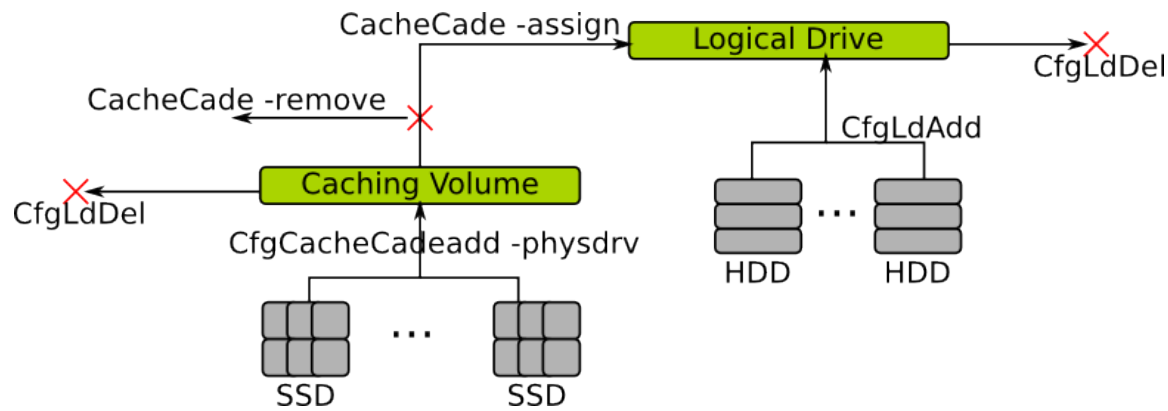 CacheCade -assign
Logical Drive
CfgLdDel
CacheCade -remove
CfgLdAdd
Caching Volume
CfgLdDel
...
CfgCacheCadeadd -physdrv
HDD
HDD
...
SSD
SSD